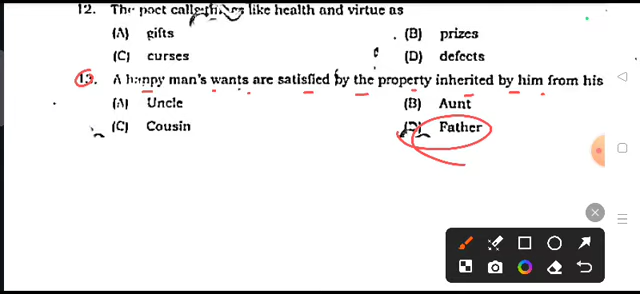 12. The poet calls things like health and virtue as
(A) gifts (B) prizes
(C) curses (D) defects
13. A happy man's wants are satisfied by the property inherited by him from his
(A) Uncle (B) Aunt
(C) Cousin (D) Father